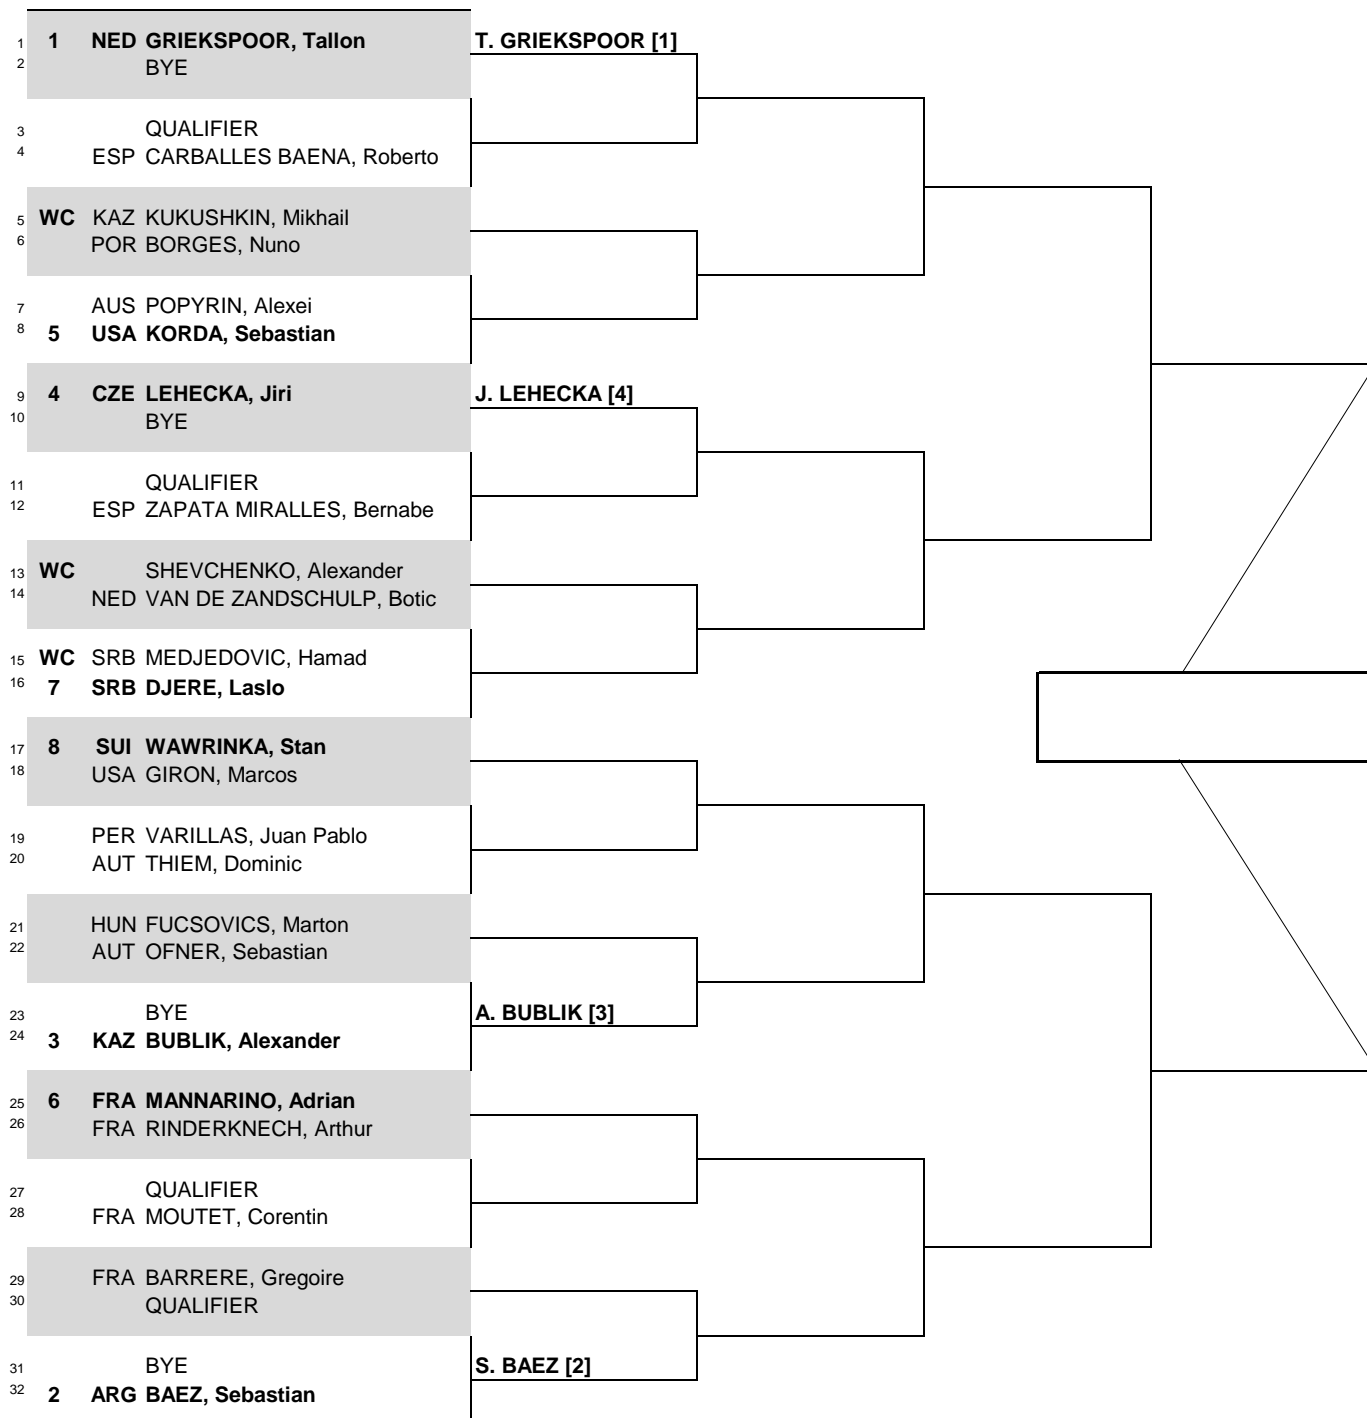 1 1 NED GRIEKSPOOR, Tallon T. GRIEKSPOOR [1]
2 BYE
3 QUALIFIER
4 ESP CARBALLES BAENA, Roberto
5 WC KAZ KUKUSHKIN, Mikhail
6 POR BORGES, Nuno
7 AUS POPYRIN, Alexei
8 5 USA KORDA, Sebastian
9 4 CZE LEHECKA, Jiri J. LEHECKA [4]
10 BYE
11 QUALIFIER
12 ESP ZAPATA MIRALLES, Bernabe
13 WC SHEVCHENKO, Alexander
14 NED VAN DE ZANDSCHULP, Botic
15 WC SRB MEDJEDOVIC, Hamad
16 7 SRB DJERE, Laslo
17 8 SUI WAWRINKA, Stan
18 USA GIRON, Marcos
19 PER VARILLAS, Juan Pablo
20 AUT THIEM, Dominic
21 HUN FUCSOVICS, Marton
22 AUT OFNER, Sebastian
23 BYE A. BUBLIK [3]
24 3 KAZ BUBLIK, Alexander
25 6 FRA MANNARINO, Adrian
26 FRA RINDERKNECH, Arthur
27 QUALIFIER
28 FRA MOUTET, Corentin
29 FRA BARRERE, Gregoire
30 QUALIFIER
31 BYE S. BAEZ [2]
32 2 ARG BAEZ, Sebastian